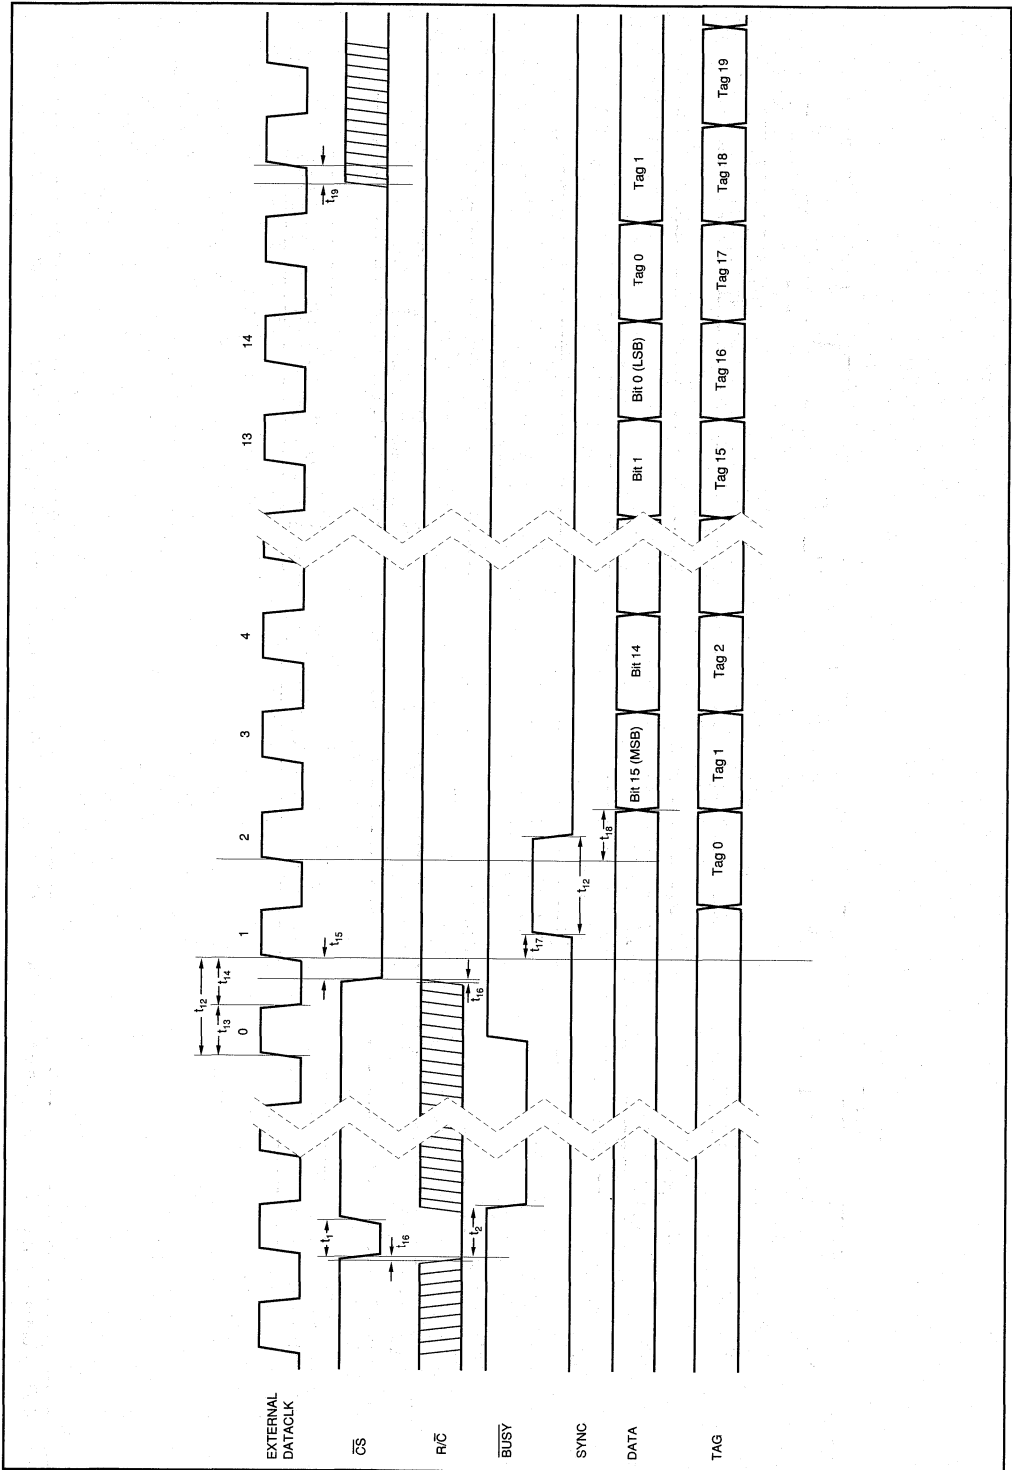 EXTERNAL
DATACLK
0
1
2
3
4
13
14
t12
t13
t14
CS
t1
t15
t19
R/C
t16
t16
BUSY
t2
SYNC
t17
t12
DATA
t18
Bit 15 (MSB)
Bit 14
Bit 1
Bit 0 (LSB)
Tag 0
Tag 1
TAG
Tag 0
Tag 1
Tag 2
Tag 15
Tag 16
Tag 17
Tag 18
Tag 19